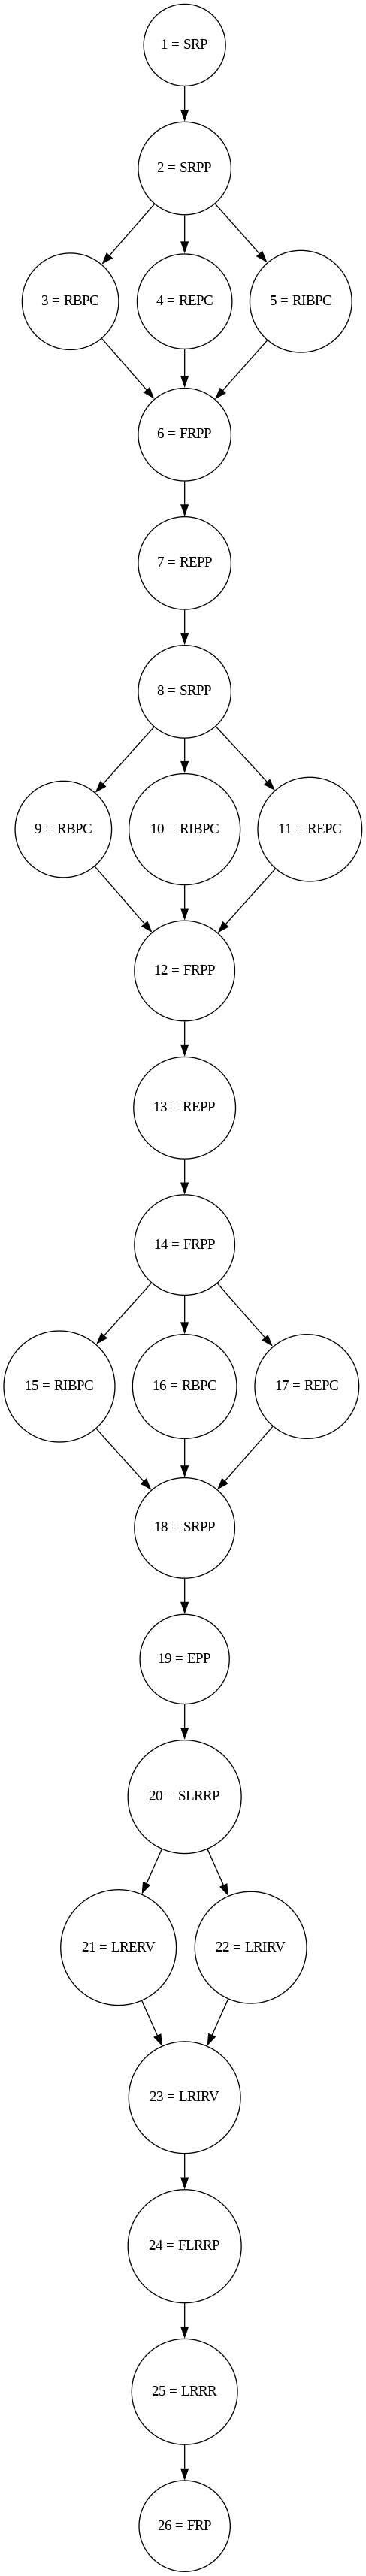 1 = SRP
2 = SRPP
3 = RBPC
4 = REPC
5 = RIBPC
6 = FRPP
7 = REPP
8 = SRPP
9 = RBPC
10 = RIBPC
11 = REPC
12 = FRPP
13 = REPP
14 = FRPP
15 = RIBPC
16 = RBPC
17 = REPC
18 = SRPP
19 = EPP
20 = SLRRP
21 = LRERV
22 = LRIRV
23 = LRIRV
24 = FLRRP
25 = LRRR
26 = FRP